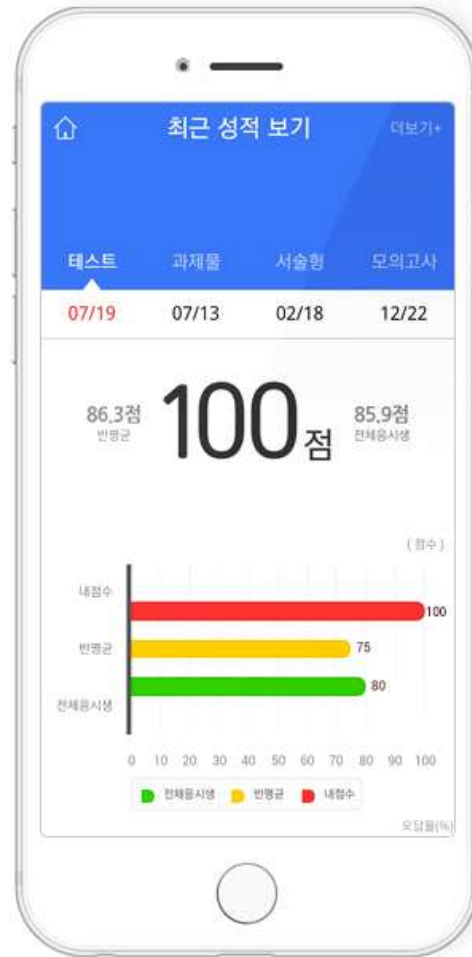 최근 성적 보기 더보기+
테스트 과제물 서술형 모의고사
07/19 07/13 02/18 12/22
86.3점 100점 85.9점
반평균 전체응시생
(점수)
내점수
100
반평균 75
80
전체응시생
0 10 20 30 40 50 60 70 80 90 100
전체응시생 반평균 내점수
오답률(%)